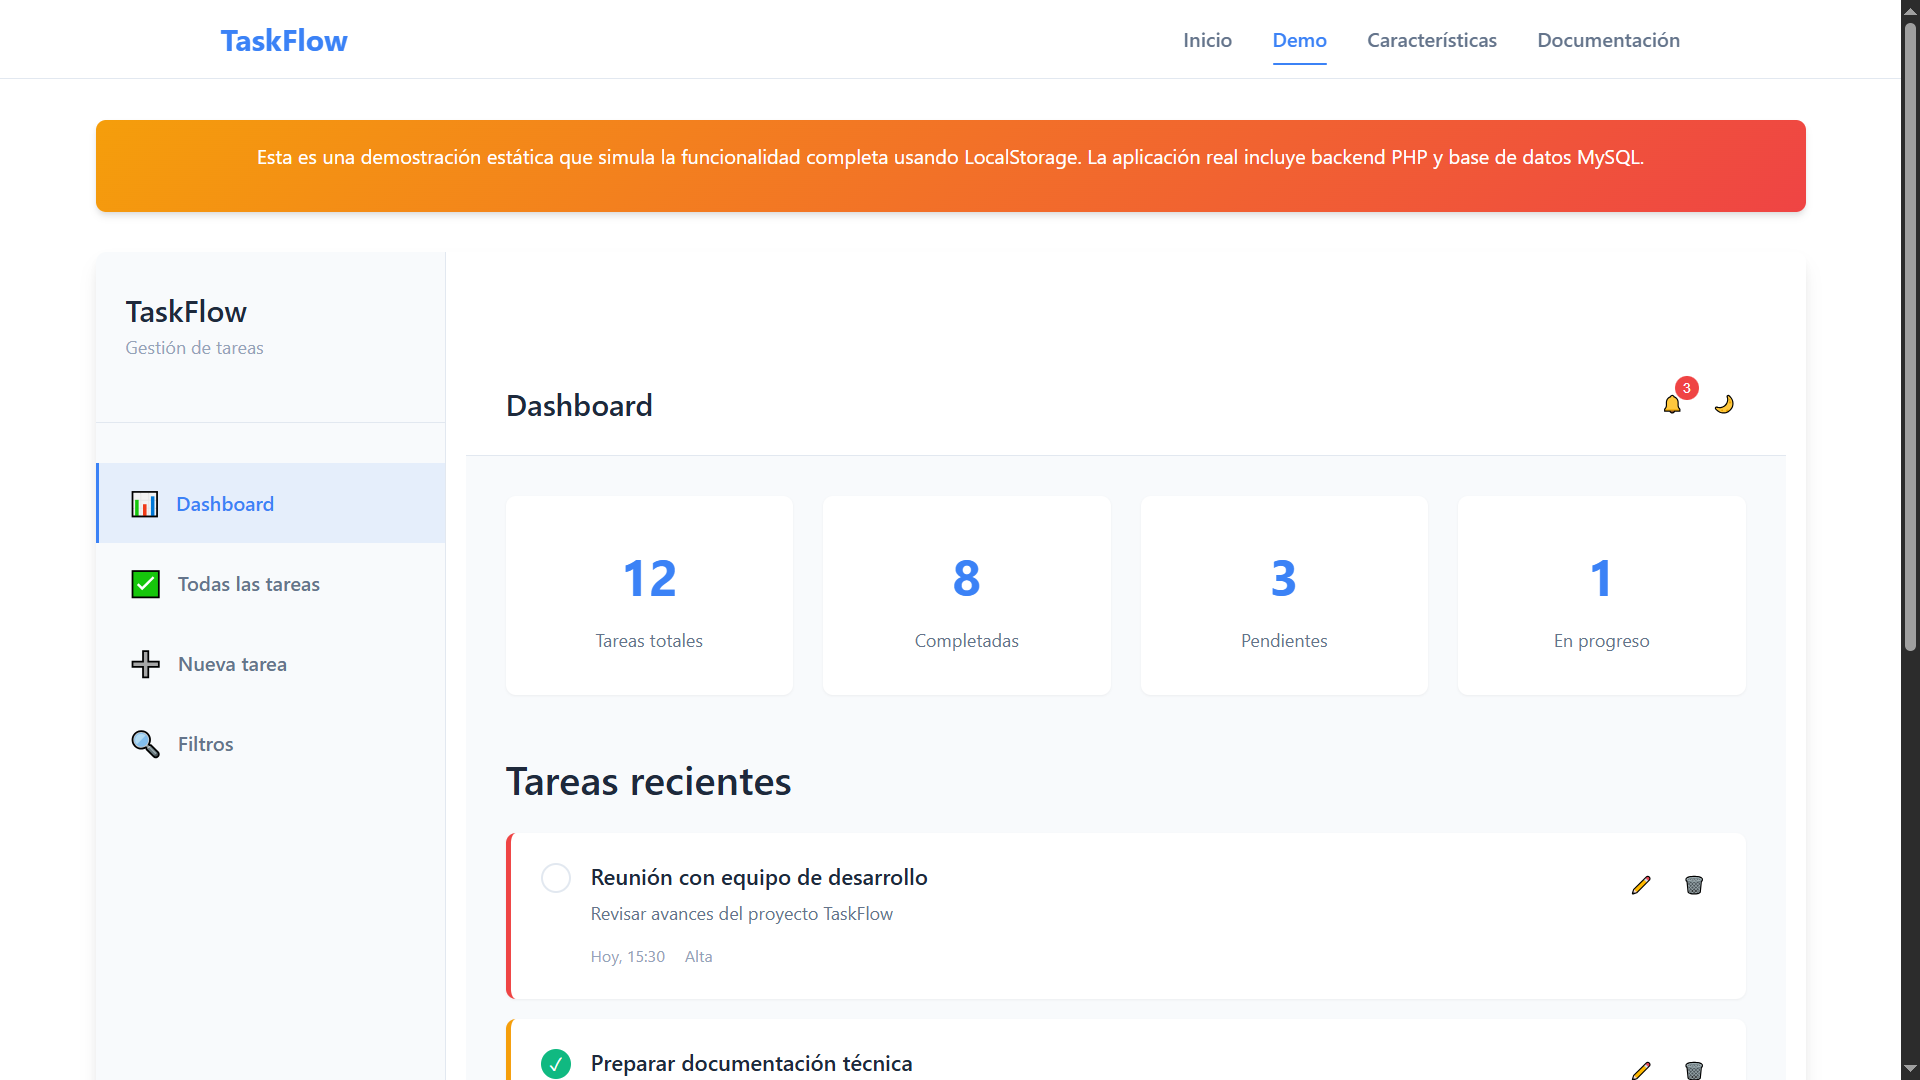 TaskFlow
Inicio
Demo
Características
Documentación
Esta es una demostración estática que simula la funcionalidad completa usando LocalStorage. La aplicación real incluye backend PHP y base de datos MySQL.
TaskFlow
Gestión de tareas
Dashboard
Todas las tareas
Nueva tarea
Filtros
Dashboard
3
12
Tareas totales
8
Completadas
3
Pendientes
1
En progreso
Tareas recientes
Reunión con equipo de desarrollo
Revisar avances del proyecto TaskFlow
Hoy, 15:30 Alta
Preparar documentación técnica